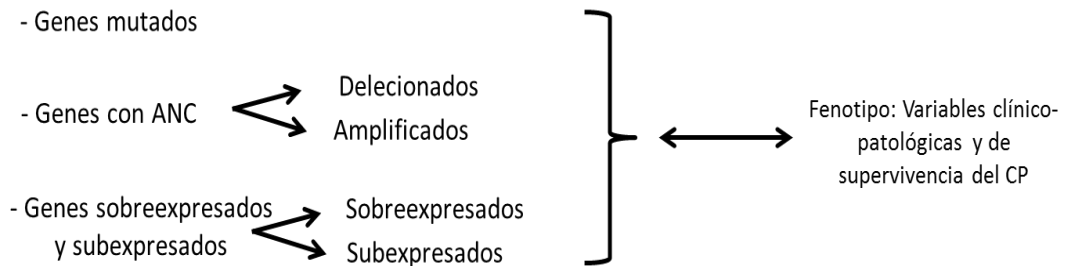 - Genes mutados
- Genes con ANC
Delecionados
Amplificados
- Genes sobreexpresados
y subexpresados
Sobreexpresados
Subexpresados
Fenotipo: Variables clínico-
patológicas y de
supervivencia del CP